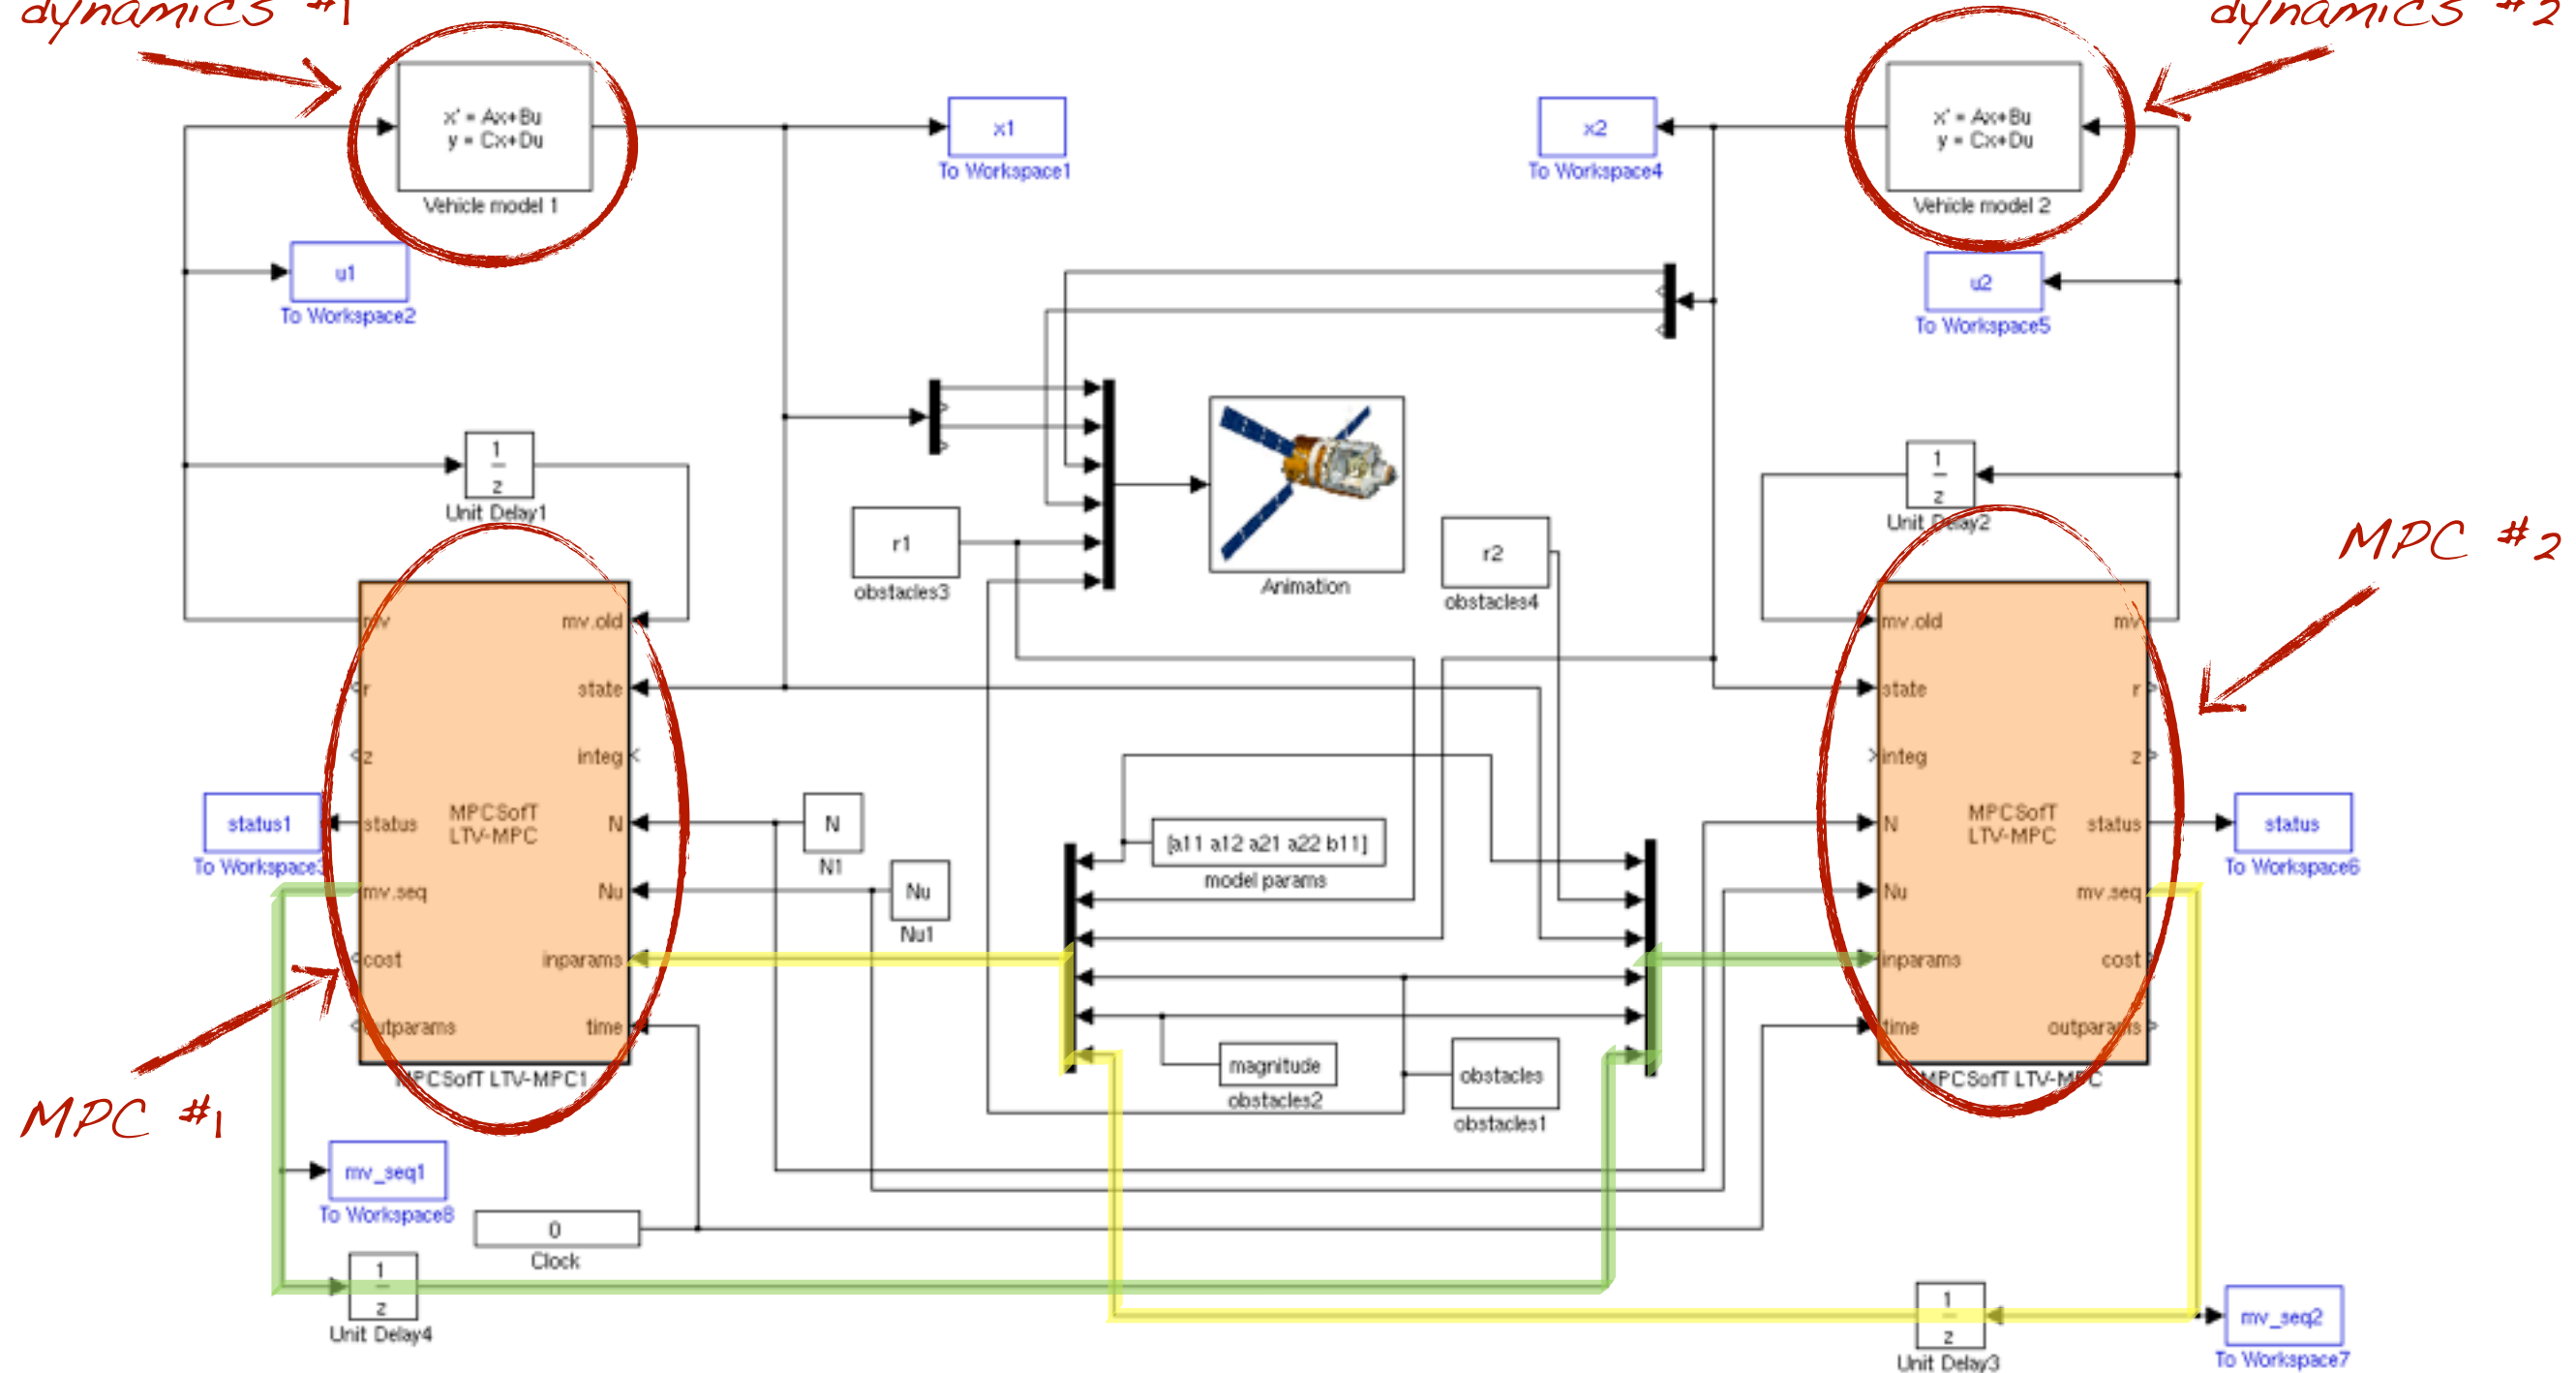 dynamics #1
dynamics #2
x' = Ax+Bu
y = Cx+Du
Vehicle model 1
x1
To Workspace1
x2
To Workspace4
x' = Ax+Bu
y = Cx+Du
Vehicle model 2
u1
To Workspace2
u2
To Workspace5
1
z
Unit Delay1
r1
obstacles3
Animation
r2
obstacles4
1
z
Unit Delay2
MPC #2
mv
r
z
status
mv.seq
cost
outparams
MPCSofT
LTV-MPC
mv.old
state
integ
N
Nu
inparams
time
MPCSofT LTV-MPC1
status1
To Workspace3
MPC #1
N
N1
Nu
Nu1
[a11 a12 a21 a22 b11]
model params
magnitude
obstacles2
obstacles
obstacles1
mv.old
state
integ
N
Nu
inparams
time
MPCSofT
LTV-MPC
mv
r
z
status
mv.seq
cost
outparams
MPCSofT LTV-MPC
status
To Workspace6
mv_seq1
To Workspace8
0
Clock
1
z
Unit Delay4
1
z
Unit Delay3
mv_seq2
To Workspace7